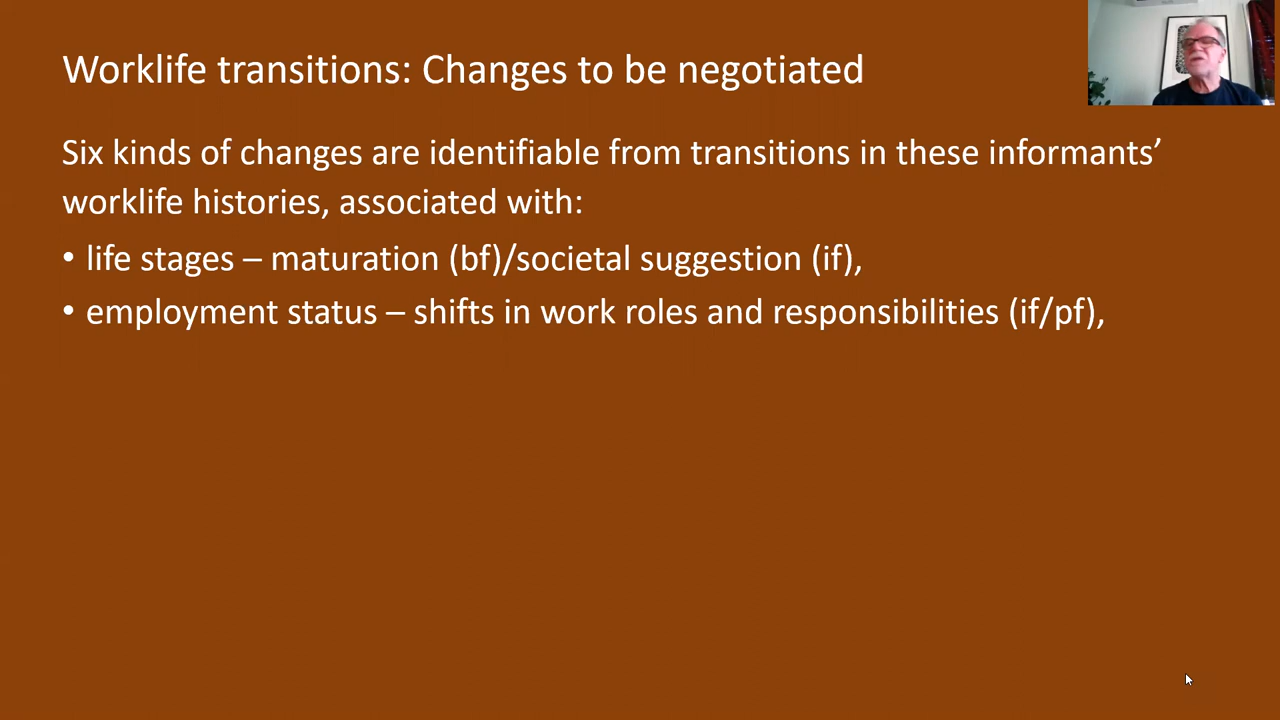 Worklife transitions: Changes to be negotiated
Six kinds of changes are identifiable from transitions in these informants’
worklife histories, associated with:
• life stages – maturation (bf)/societal suggestion (if),
• employment status – shifts in work roles and responsibilities (if/pf),